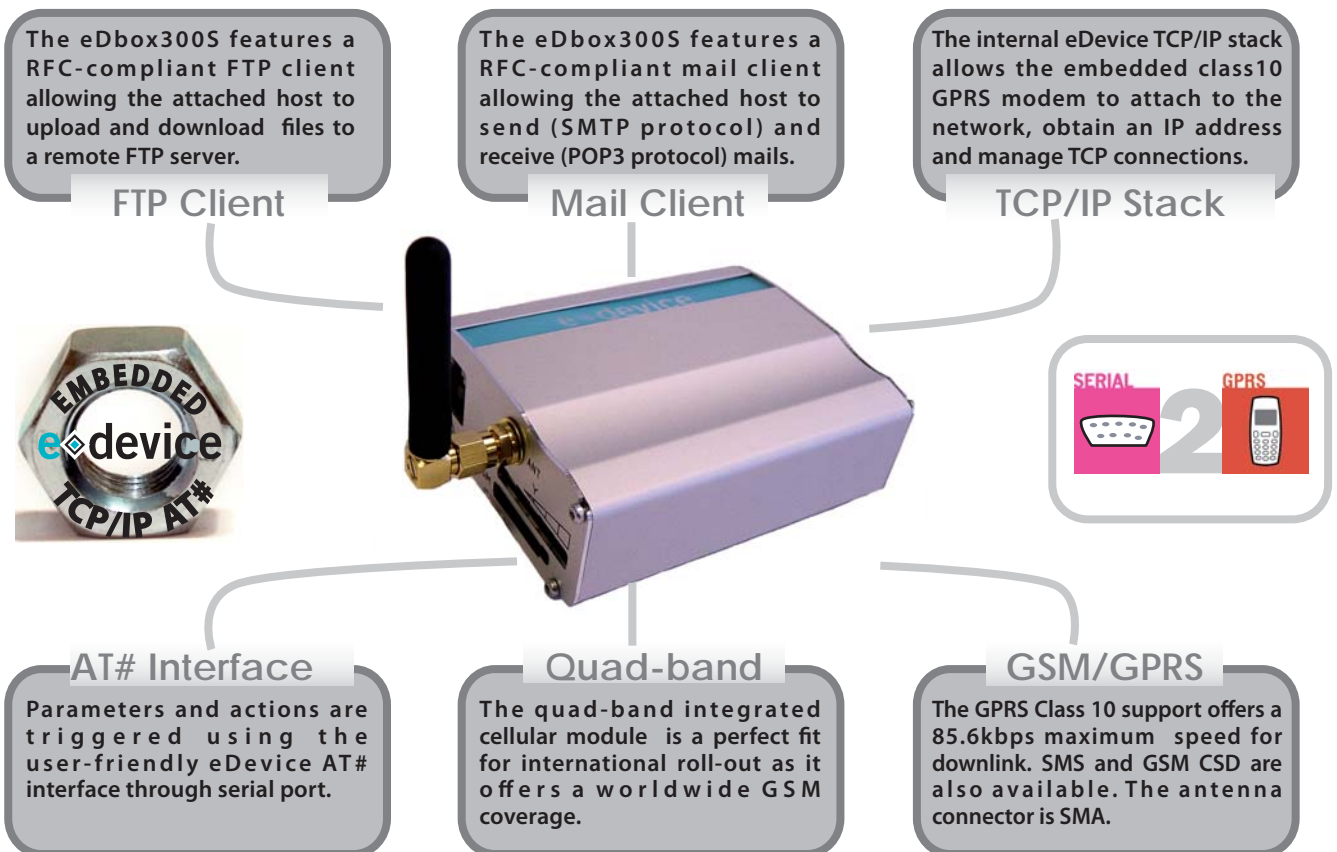 The eDbox300S features a
RFC-compliant FTP client
allowing the attached host to
upload and download files to
a remote FTP server.
FTP Client
The eDbox300S features a
RFC-compliant mail client
allowing the attached host to
send (SMTP protocol) and
receive (POP3 protocol) mails.
Mail Client
The internal eDevice TCP/IP stack
allows the embedded class10
GPRS modem to attach to the
network, obtain an IP address
and manage TCP connections.
TCP/IP Stack
EMBEDDED
e device
TCP/IP AT#
e device
ANT
SERIAL
2
GPRS
AT# Interface
Parameters and actions are
triggered using the
user-friendly eDevice AT#
interface through serial port.
Quad-band
The quad-band integrated
cellular module is a perfect fit
for international roll-out as it
offers a worldwide GSM
coverage.
GSM/GPRS
The GPRS Class 10 support offers a
85.6kbps maximum speed for
downlink. SMS and GSM CSD are
also available. The antenna
connector is SMA.